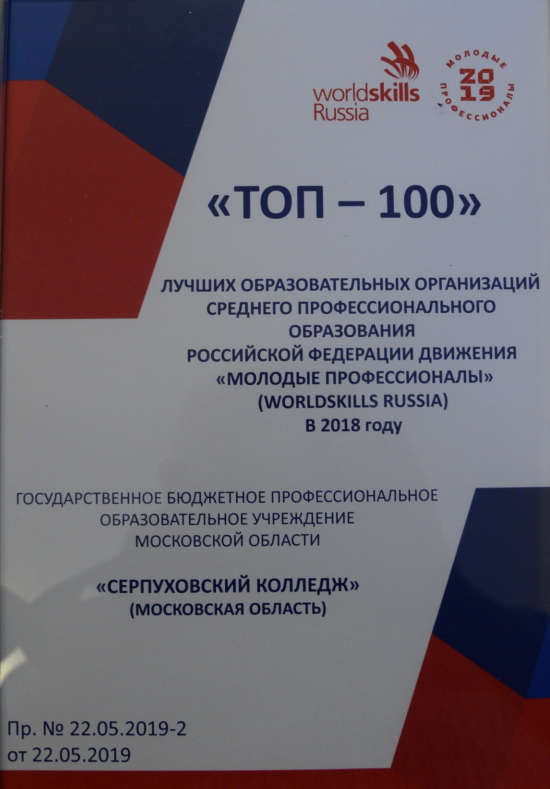 worldskills
Russia
МОЛОДЫЕ
20
19
ПРОФЕССИОНАЛЫ
«ТОП – 100»
ЛУЧШИХ ОБРАЗОВАТЕЛЬНЫХ ОРГАНИЗАЦИЙ
СРЕДНЕГО ПРОФЕССИОНАЛЬНОГО
ОБРАЗОВАНИЯ
РОССИЙСКОЙ ФЕДЕРАЦИИ ДВИЖЕНИЯ
«МОЛОДЫЕ ПРОФЕССИОНАЛЫ»
(WORLDSKILLS RUSSIA)
В 2018 году
ГОСУДАРСТВЕННОЕ БЮДЖЕТНОЕ ПРОФЕССИОНАЛЬНОЕ
ОБРАЗОВАТЕЛЬНОЕ УЧРЕЖДЕНИЕ
МОСКОВСКОЙ ОБЛАСТИ
«СЕРПУХОВСКИЙ КОЛЛЕДЖ»
(МОСКОВСКАЯ ОБЛАСТЬ)
Пр. № 22.05.2019-2
от 22.05.2019